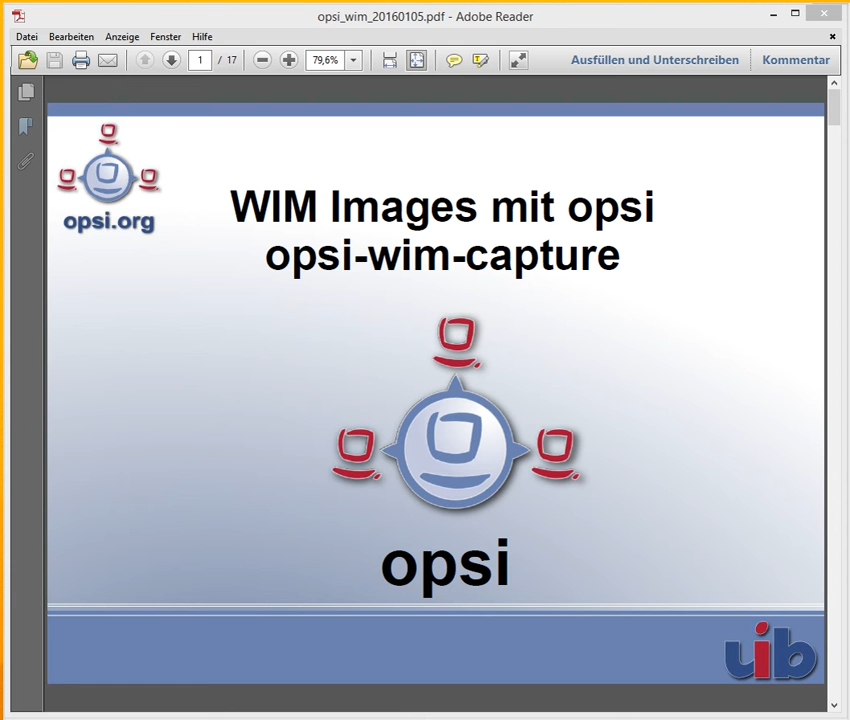 opsi_wim_20160105.pdf - Adobe Reader
Datei Bearbeiten Anzeige Fenster Hilfe
1 / 17 79,6% Ausfüllen und Unterschreiben Kommentar
opsi.org
WIM Images mit opsi
opsi-wim-capture
opsi
uib